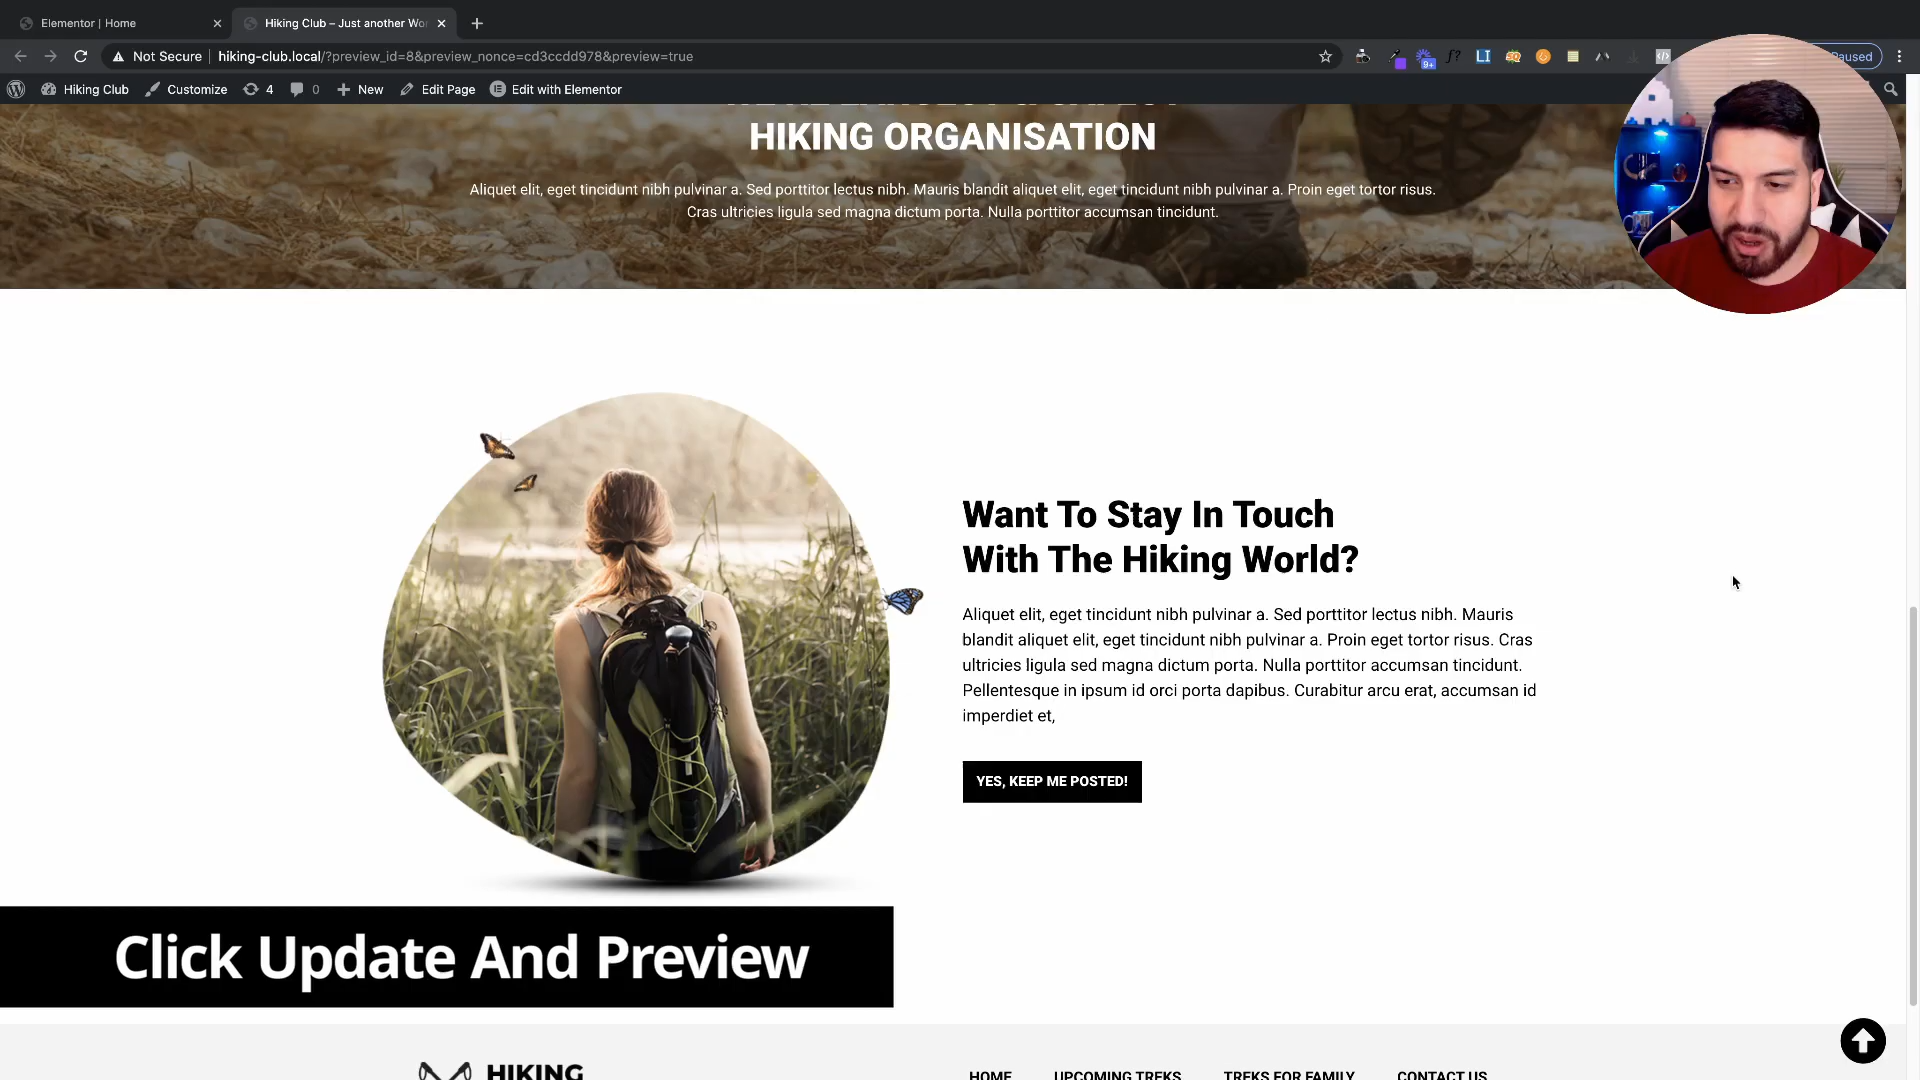 Elementor | Home
Hiking Club – Just another Wor
Not Secure
hiking-club.local/?preview_id=8&preview_nonce=cd3ccdd978&preview=true
9+
f?
LI
Paused
Hiking Club
Customize
4
0
New
Edit Page
Edit with Elementor
HIKING ORGANISATION
Aliquet elit, eget tincidunt nibh pulvinar a. Sed porttitor lectus nibh. Mauris blandit aliquet elit, eget tincidunt nibh pulvinar a. Proin eget tortor risus.
Cras ultricies ligula sed magna dictum porta. Nulla porttitor accumsan tincidunt.
Want To Stay In Touch
With The Hiking World?
Aliquet elit, eget tincidunt nibh pulvinar a. Sed porttitor lectus nibh. Mauris
blandit aliquet elit, eget tincidunt nibh pulvinar a. Proin eget tortor risus. Cras
ultricies ligula sed magna dictum porta. Nulla porttitor accumsan tincidunt.
Pellentesque in ipsum id orci porta dapibus. Curabitur arcu erat, accumsan id
imperdiet et,
YES, KEEP ME POSTED!
Click Update And Preview
HIKING
HOME
UPCOMING TREKS
TREKS FOR FAMILY
CONTACT US